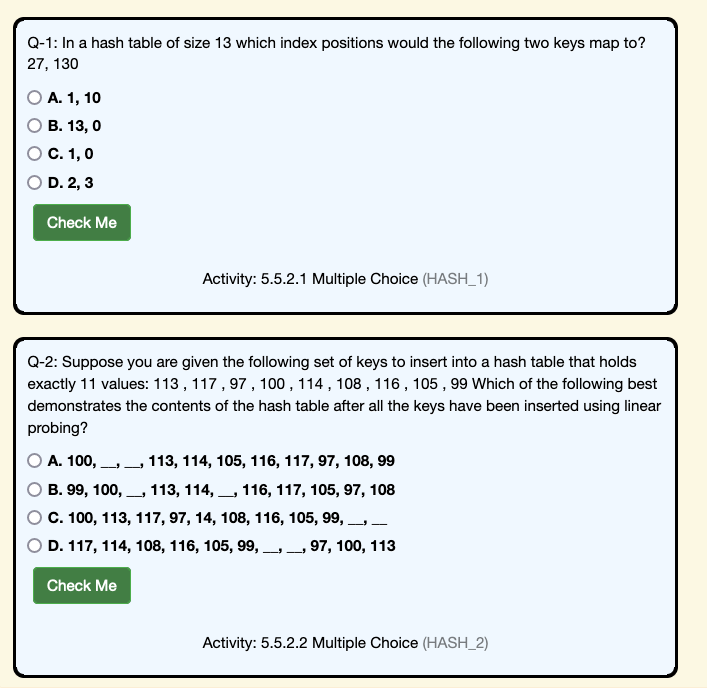 Q-1: In a hash table of size 13 which index positions would the following two keys map to?
27, 130
A. 1, 10
B. 13, 0
C. 1, 0
D. 2, 3
Check Me
Activity: 5.5.2.1 Multiple Choice (HASH_1)
Q-2: Suppose you are given the following set of keys to insert into a hash table that holds
exactly 11 values: 113 , 117 , 97 , 100 , 114 , 108 , 116 , 105 , 99 Which of the following best
demonstrates the contents of the hash table after all the keys have been inserted using linear
probing?
A. 100, __, __, 113, 114, 105, 116, 117, 97, 108, 99
B. 99, 100, __, 113, 114, __, 116, 117, 105, 97, 108
C. 100, 113, 117, 97, 14, 108, 116, 105, 99, __, __
D. 117, 114, 108, 116, 105, 99, __, __, 97, 100, 113
Check Me
Activity: 5.5.2.2 Multiple Choice (HASH_2)